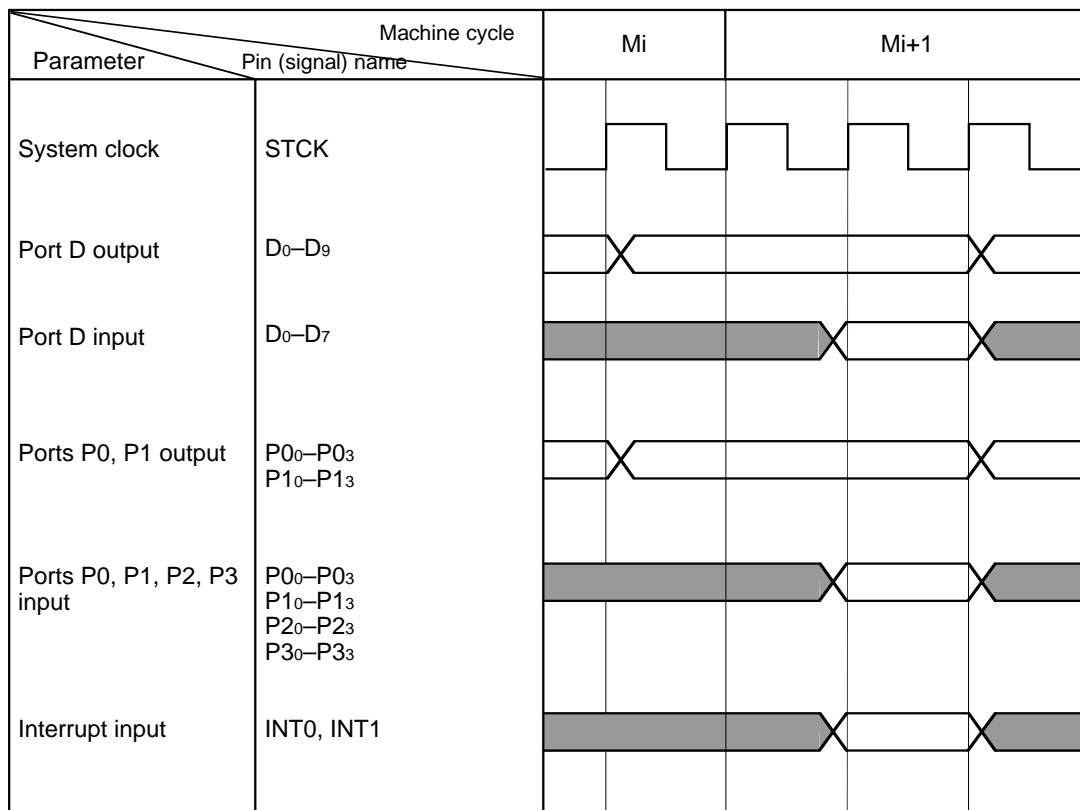 Machine cycle
Parameter
Pin (signal) name
Mi
Mi+1
System clock
STCK
Port D output
D0–D9
Port D input
D0–D7
Ports P0, P1 output
P00–P03
P10–P13
Ports P0, P1, P2, P3
input
P00–P03
P10–P13
P20–P23
P30–P33
Interrupt input
INT0, INT1